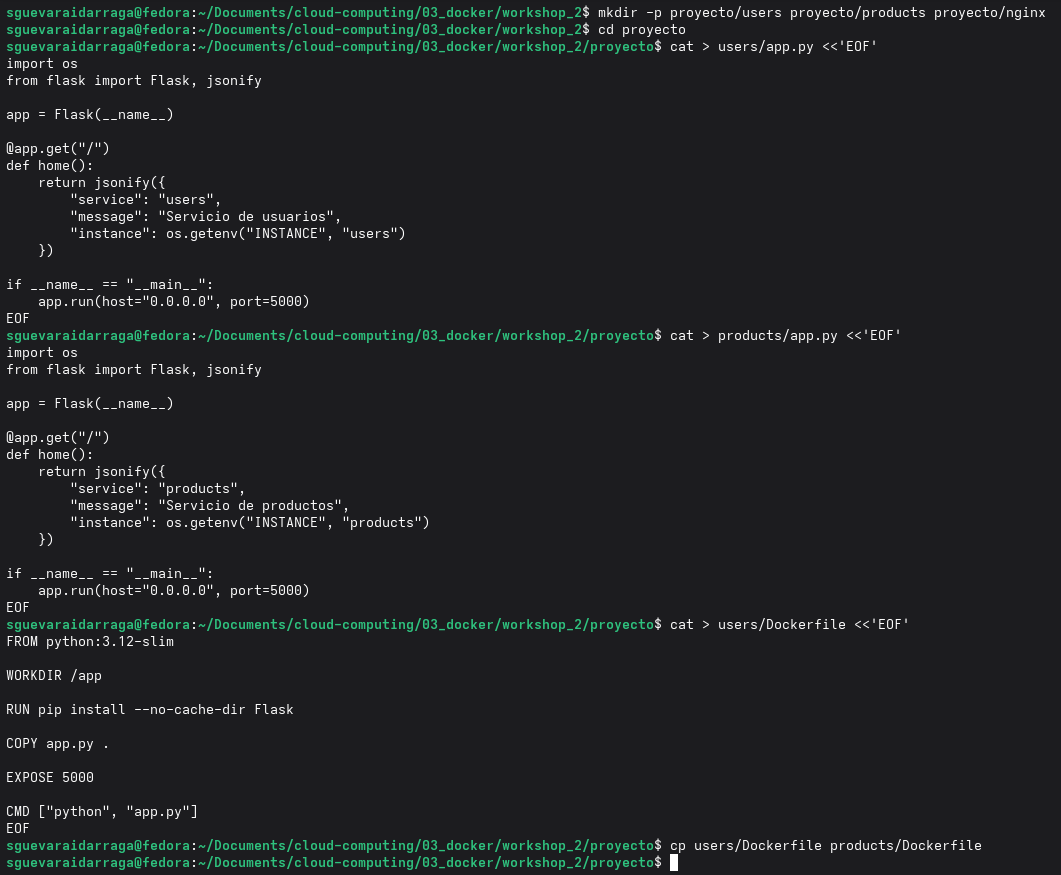 sguevaraidarraga@fedora:~/Documents/cloud-computing/03_docker/workshop_2$ mkdir -p proyecto/users proyecto/products proyecto/nginx
sguevaraidarraga@fedora:~/Documents/cloud-computing/03_docker/workshop_2$ cd proyecto
sguevaraidarraga@fedora:~/Documents/cloud-computing/03_docker/workshop_2/proyecto$ cat > users/app.py <<'EOF'
import os
from flask import Flask, jsonify

app = Flask(__name__)

@app.get("/")
def home():
    return jsonify({
        "service": "users",
        "message": "Servicio de usuarios",
        "instance": os.getenv("INSTANCE", "users")
    })

if __name__ == "__main__":
    app.run(host="0.0.0.0", port=5000)
EOF
sguevaraidarraga@fedora:~/Documents/cloud-computing/03_docker/workshop_2/proyecto$ cat > products/app.py <<'EOF'
import os
from flask import Flask, jsonify

app = Flask(__name__)

@app.get("/")
def home():
    return jsonify({
        "service": "products",
        "message": "Servicio de productos",
        "instance": os.getenv("INSTANCE", "products")
    })

if __name__ == "__main__":
    app.run(host="0.0.0.0", port=5000)
EOF
sguevaraidarraga@fedora:~/Documents/cloud-computing/03_docker/workshop_2/proyecto$ cat > users/Dockerfile <<'EOF'
FROM python:3.12-slim

WORKDIR /app

RUN pip install --no-cache-dir Flask

COPY app.py .

EXPOSE 5000

CMD ["python", "app.py"]
EOF
sguevaraidarraga@fedora:~/Documents/cloud-computing/03_docker/workshop_2/proyecto$ cp users/Dockerfile products/Dockerfile
sguevaraidarraga@fedora:~/Documents/cloud-computing/03_docker/workshop_2/proyecto$